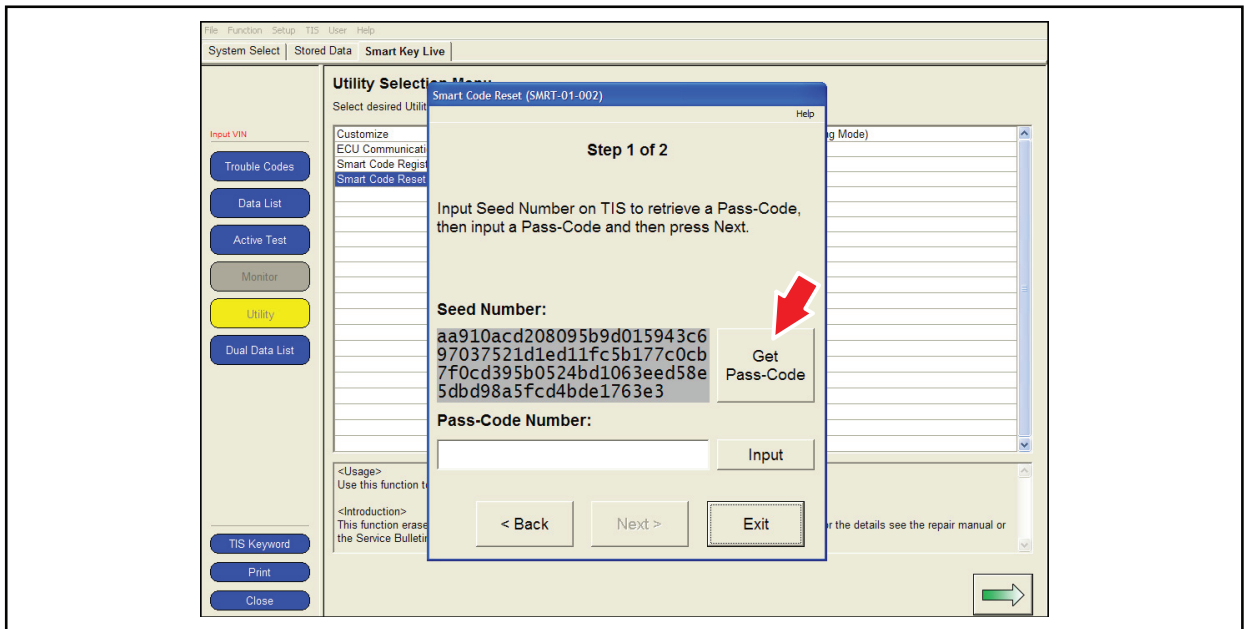 File Function Setup TIS User Help
System Select Stored Data Smart Key Live
Utility Selection Menu
Select desired Utilit
Input VIN
Trouble Codes
Data List
Active Test
Monitor
Utility
Dual Data List
TIS Keyword
Print
Close
Customize
ECU Communicati
Smart Code Regist
Smart Code Reset
g Mode)
Smart Code Reset (SMRT-01-002)
Help
Step 1 of 2
Input Seed Number on TIS to retrieve a Pass-Code,
then input a Pass-Code and then press Next.
Seed Number:
aa910acd208095b9d015943c6
97037521d1ed11fc5b177c0cb
7f0cd395b0524bd1063eed58e
5dbd98a5fcd4bde1763e3
Get
Pass-Code
Pass-Code Number:
Input
< Back
Next >
Exit
<Usage>
Use this function t
<Introduction>
This function erase
r the details see the repair manual or
the Service Bulletin